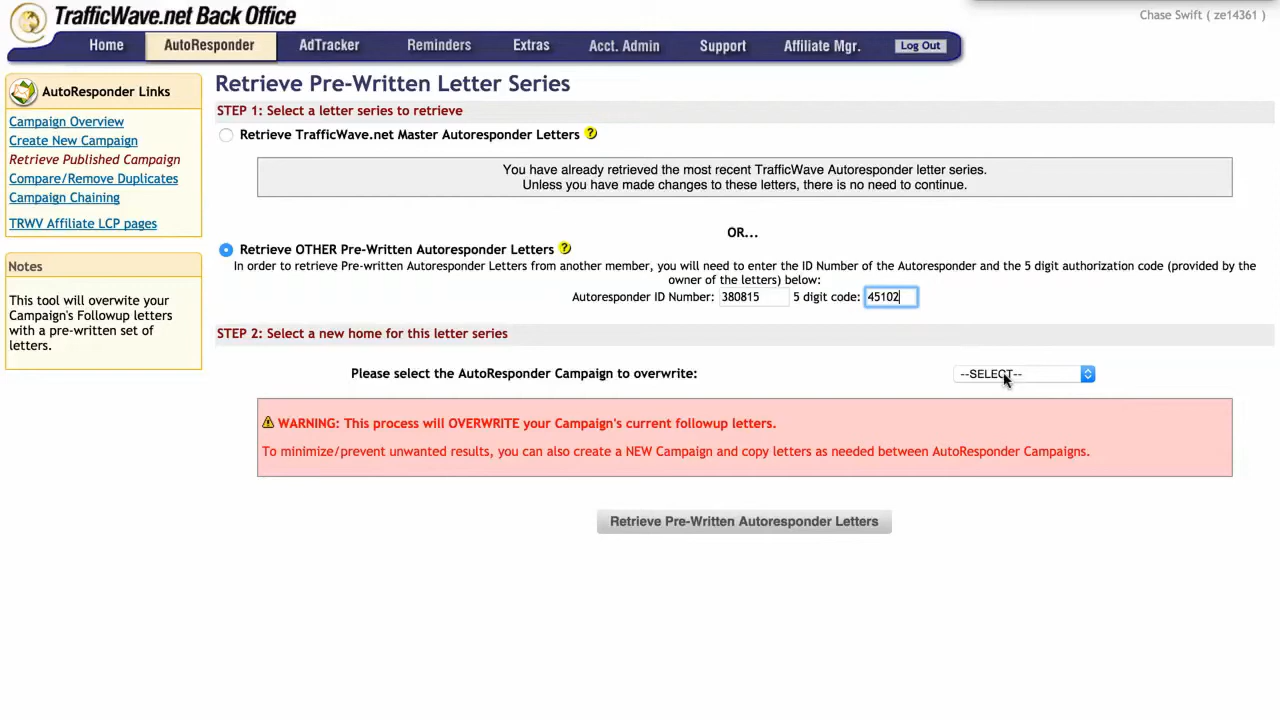 TrafficWave.net Back Office
Chase Swift ( ze14361 )
Home AutoResponder AdTracker Reminders Extras Acct. Admin Support Affiliate Mgr. Log Out
AutoResponder Links
Campaign Overview
Create New Campaign
Retrieve Published Campaign
Compare/Remove Duplicates
Campaign Chaining
TRWV Affiliate LCP pages
Notes
This tool will overwite your
Campaign's Followup letters
with a pre-written set of
letters.
Retrieve Pre-Written Letter Series
STEP 1: Select a letter series to retrieve
Retrieve TrafficWave.net Master Autoresponder Letters ?
You have already retrieved the most recent TrafficWave Autoresponder letter series.
Unless you have made changes to these letters, there is no need to continue.
OR...
Retrieve OTHER Pre-Written Autoresponder Letters ?
In order to retrieve Pre-written Autoresponder Letters from another member, you will need to enter the ID Number of the Autoresponder and the 5 digit authorization code (provided by the
owner of the letters) below:
Autoresponder ID Number: 380815 5 digit code: 45102
STEP 2: Select a new home for this letter series
Please select the AutoResponder Campaign to overwrite: --SELECT--
WARNING: This process will OVERWRITE your Campaign's current followup letters.
To minimize/prevent unwanted results, you can also create a NEW Campaign and copy letters as needed between AutoResponder Campaigns.
Retrieve Pre-Written Autoresponder Letters